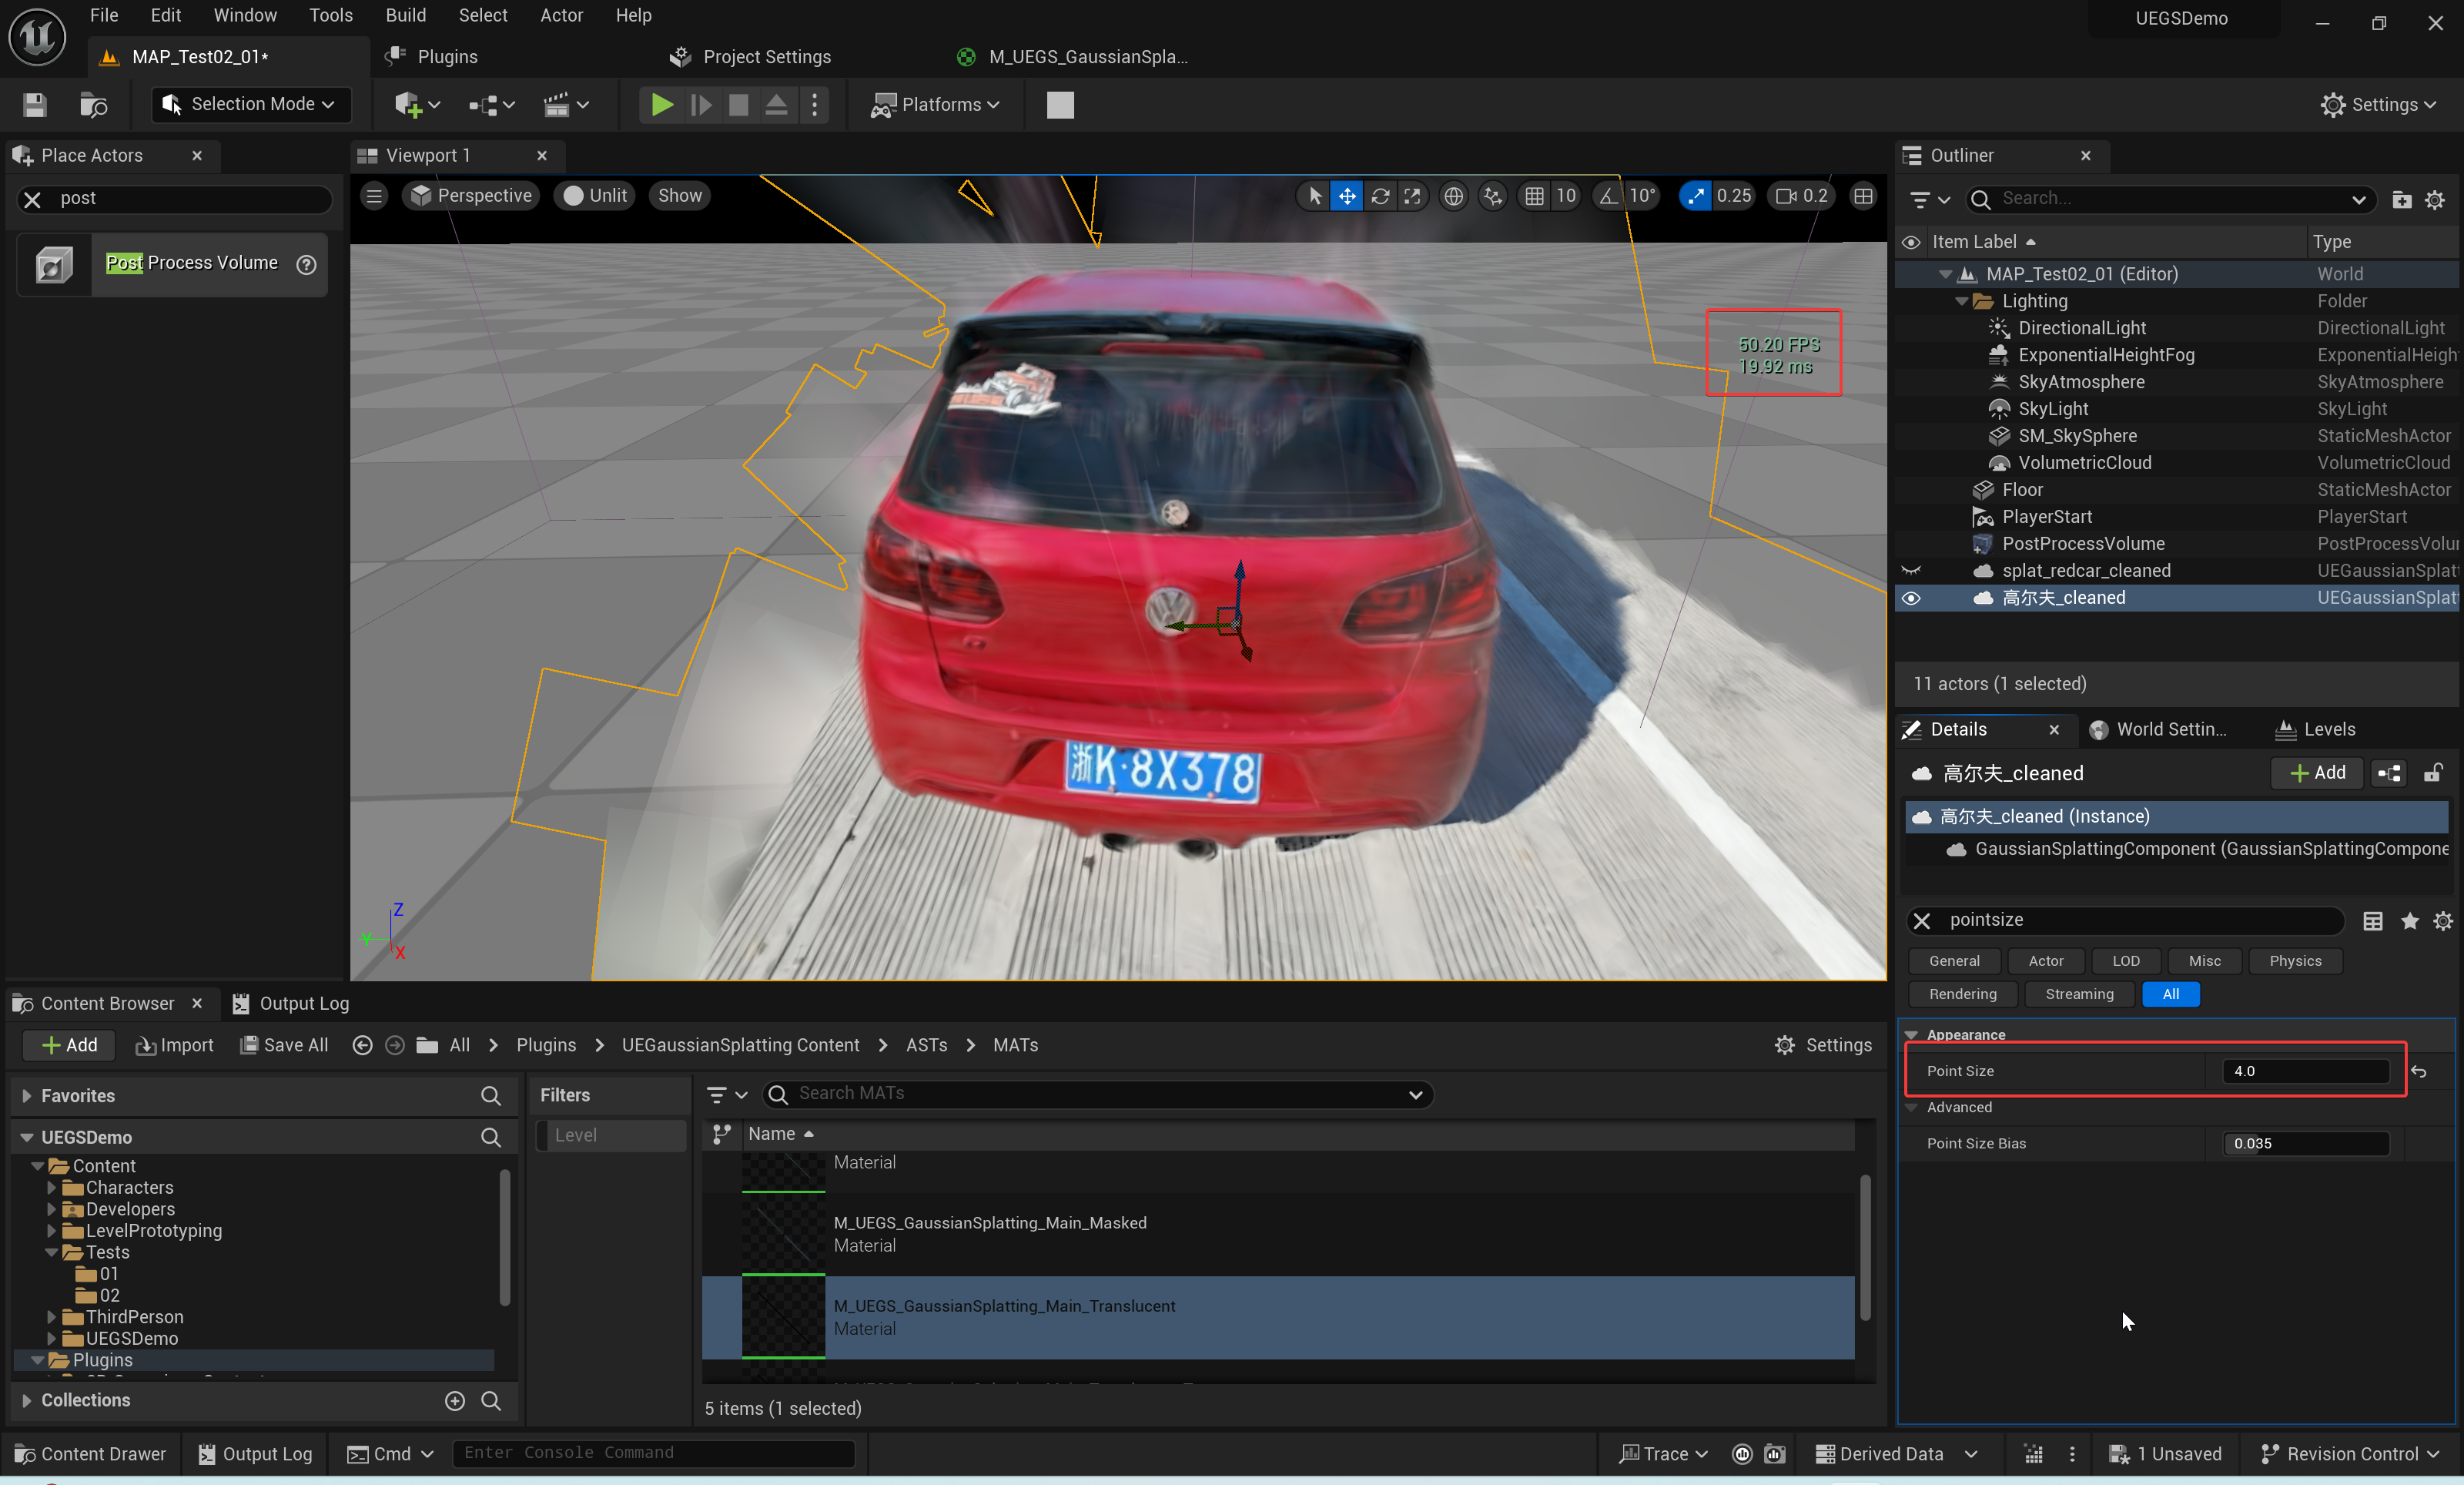 File Edit Window Tools Build Select Actor Help
UEGSDemo
MAP_Test02_01*
Plugins
Project Settings
M_UEGS_GaussianSpla...
Selection Mode
Platforms
Settings
Place Actors
post
Post Process Volume
Viewport 1
Perspective
Unlit
Show
10
10°
0.25
0.2
50.20 FPS
19.92 ms
浙K·8X378
Z
Y
X
Outliner
Search...
Item Label
Type
MAP_Test02_01 (Editor) World
Lighting Folder
DirectionalLight DirectionalLight
ExponentialHeightFog ExponentialHeigh
SkyAtmosphere SkyAtmosphere
SkyLight SkyLight
SM_SkySphere StaticMeshActor
VolumetricCloud VolumetricCloud
Floor StaticMeshActor
PlayerStart PlayerStart
PostProcessVolume PostProcessVolu
splat_redcar_cleaned UEGaussianSplat
高尔夫_cleaned UEGaussianSplat
11 actors (1 selected)
Details
World Settin...
Levels
高尔夫_cleaned
Add
高尔夫_cleaned (Instance)
GaussianSplattingComponent (GaussianSplattingCompone
pointsize
General Actor LOD Misc Physics
Rendering Streaming All
Appearance
Point Size 4.0
Advanced
Point Size Bias 0.035
Content Browser
Output Log
Add
Import
Save All
All
Plugins
UEGaussianSplatting Content
ASTs
MATs
Settings
Favorites
UEGSDemo
Content
Characters
Developers
LevelPrototyping
Tests
01
02
ThirdPerson
UEGSDemo
Plugins
Collections
Filters
Level
Search MATs
Name
Material
M_UEGS_GaussianSplatting_Main_Masked
Material
M_UEGS_GaussianSplatting_Main_Translucent
Material
5 items (1 selected)
Content Drawer
Output Log
Cmd
Enter Console Command
Trace
Derived Data
1 Unsaved
Revision Control